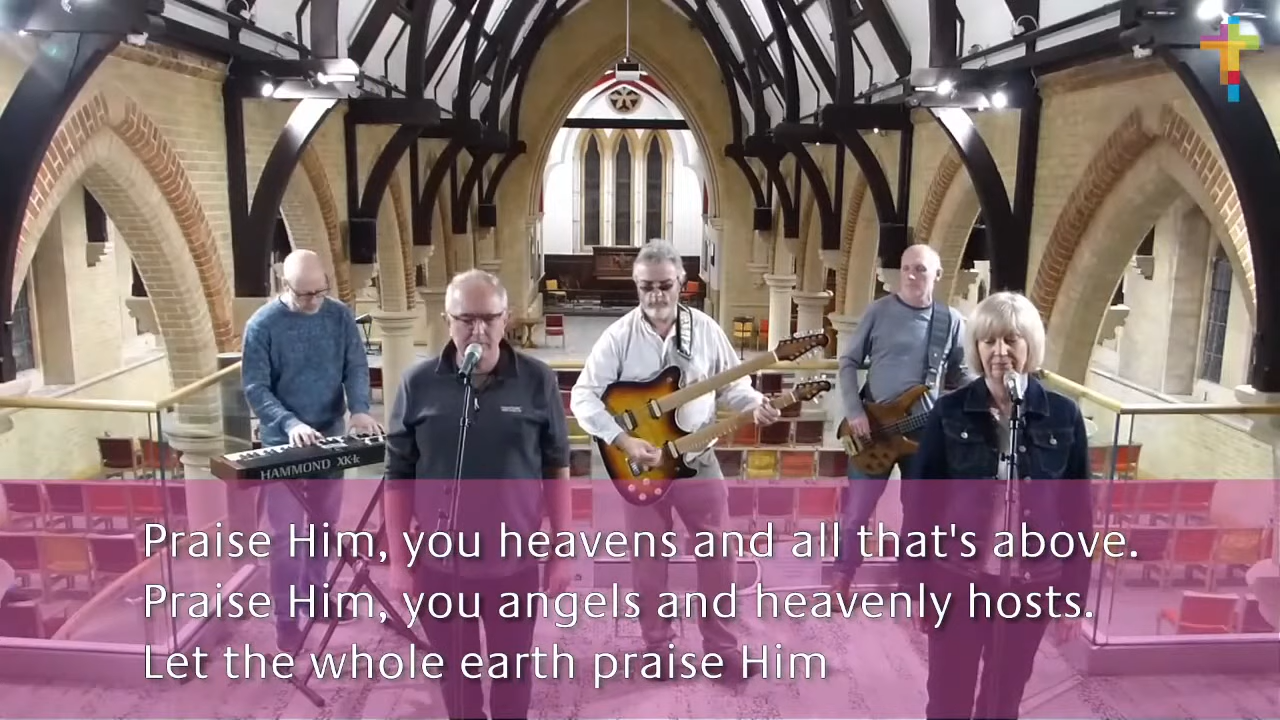 HAMMOND XK-k
Praise Him, you heavens and all that's above.
Praise Him, you angels and heavenly hosts.
Let the whole earth praise Him